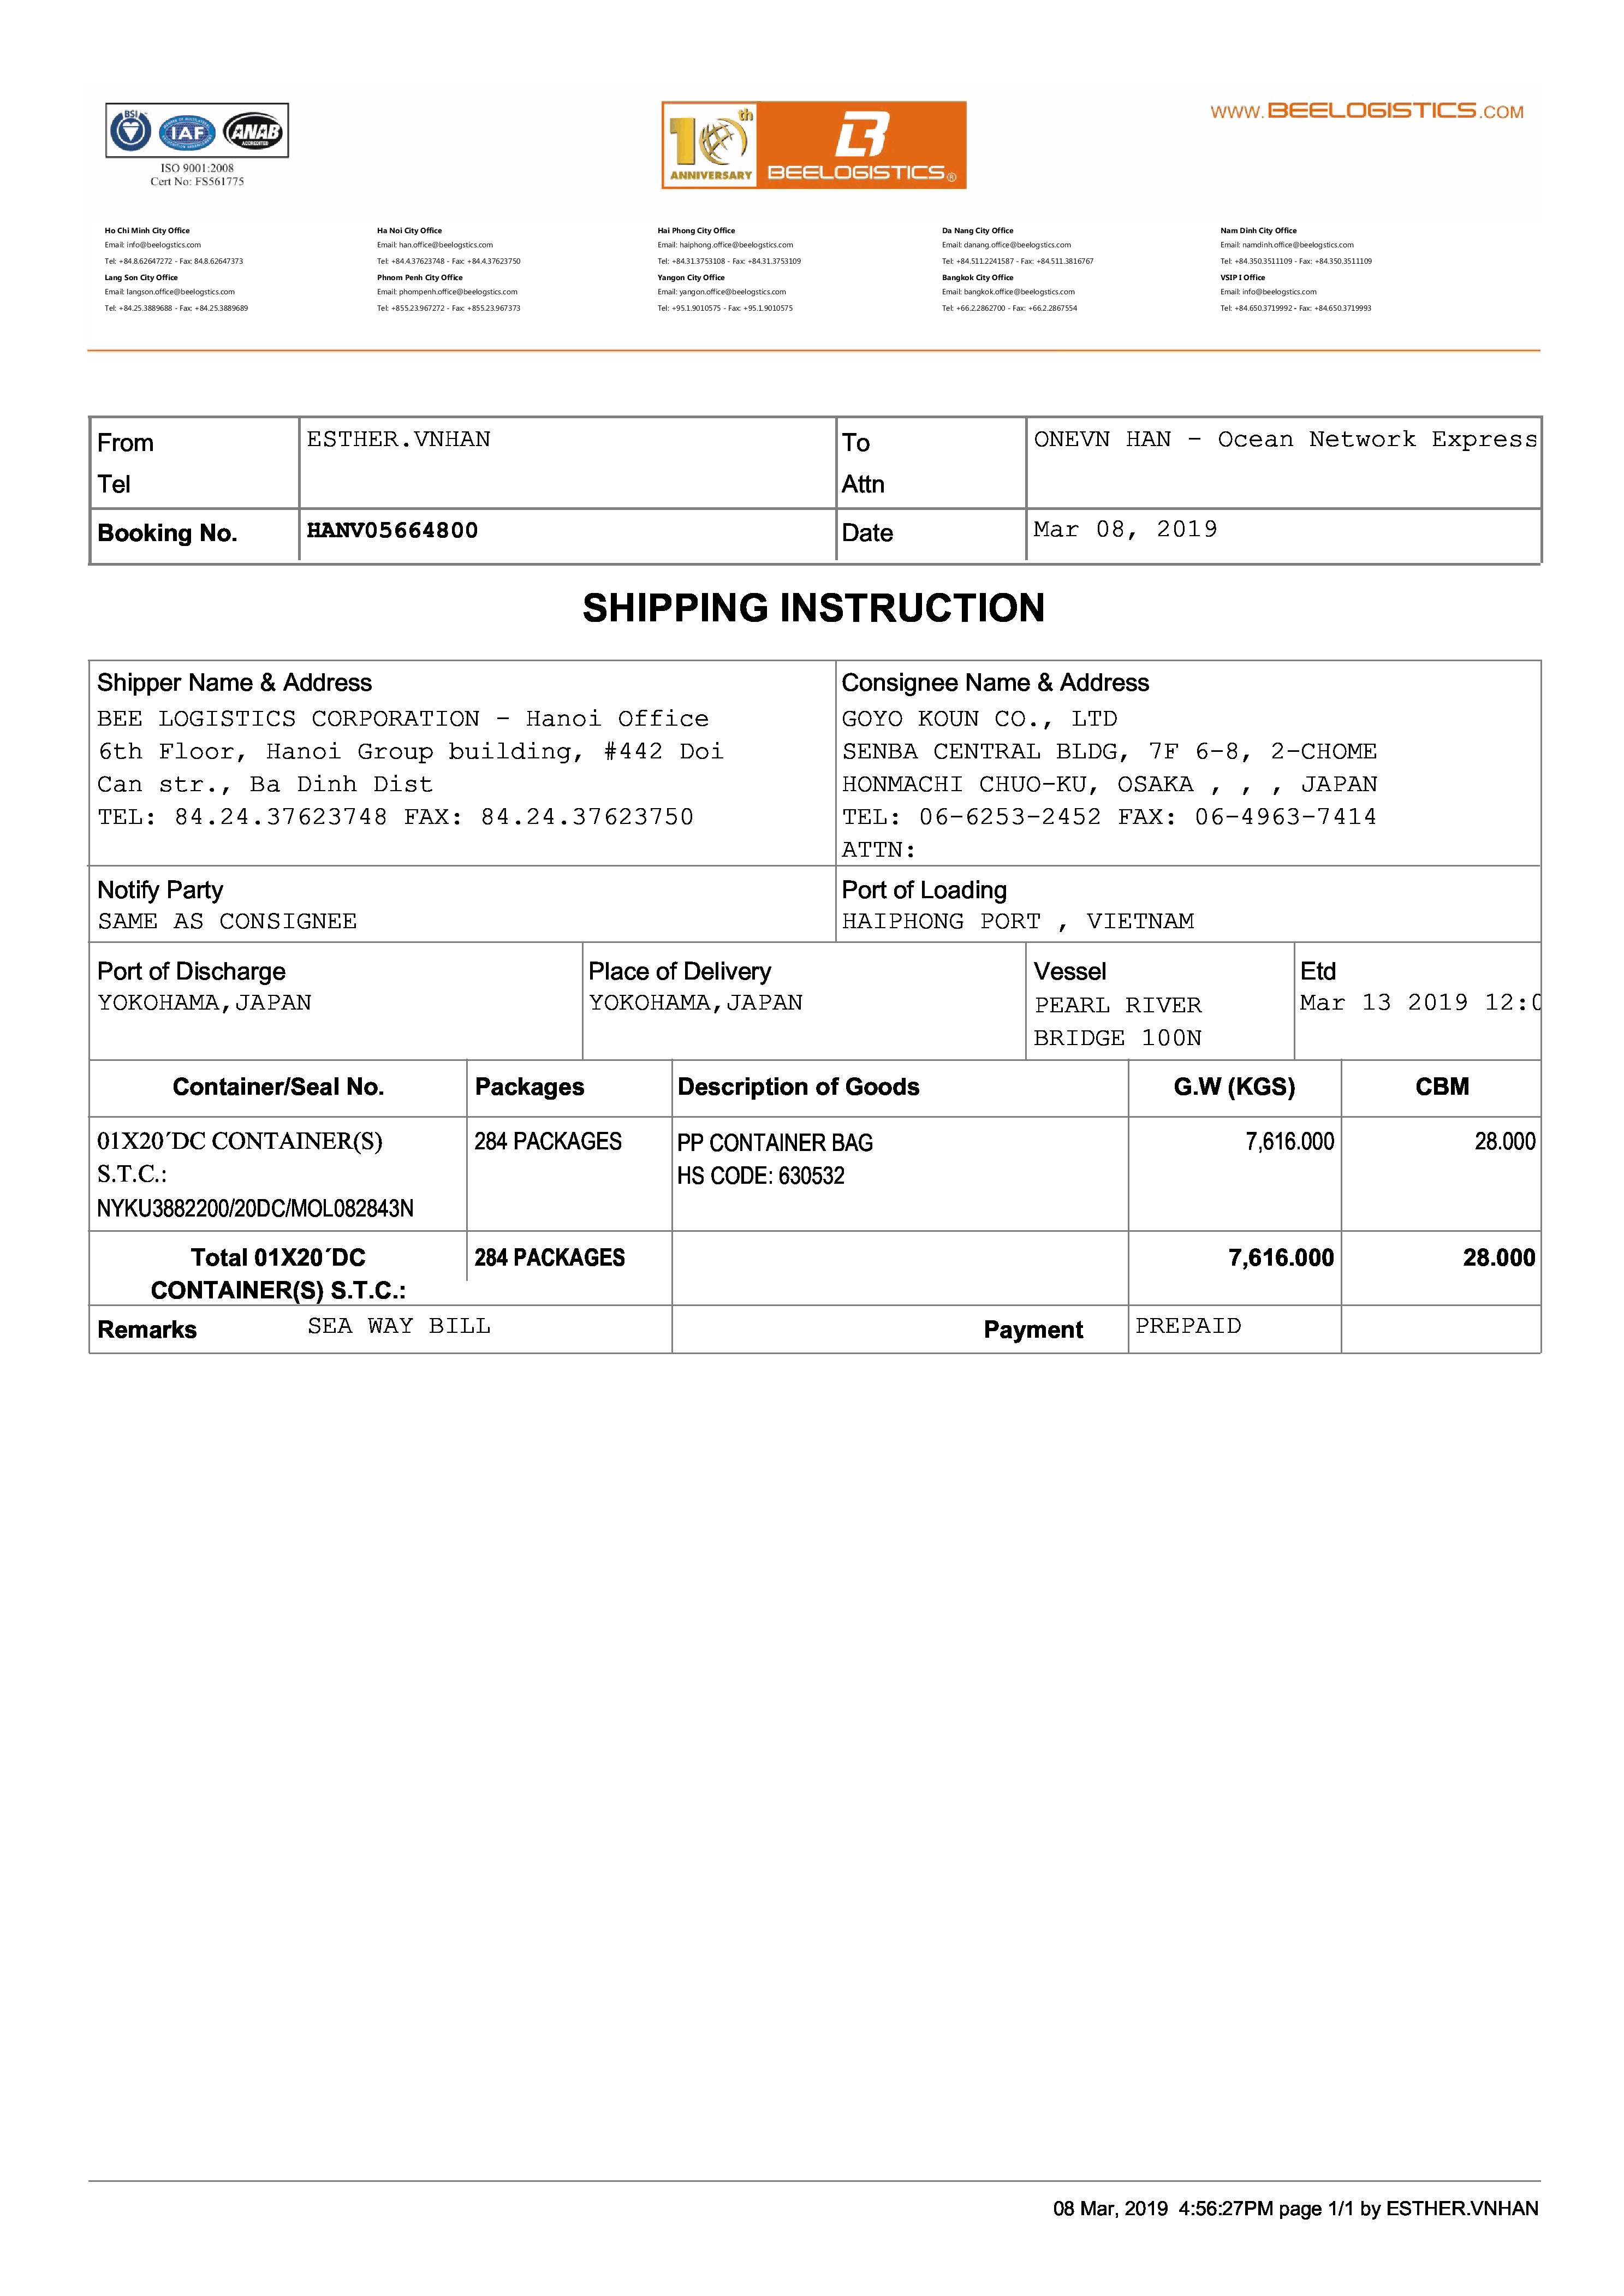 BSI
IAF
ANAB
ACCREDITED
ISO 9001:2008
Cert No: FS561775
10th
ANNIVERSARY
BEELOGISTICS®
WWW.BEELOGISTICS.COM
Ho Chi Minh City Office
Email: info@beelogstics.com
Tel: +84.8.62647272 - Fax: 84.8.62647373
Ha Noi City Office
Email: han.office@beelogstics.com
Tel: +84.4.37623748 - Fax: +84.4.37623750
Hai Phong City Office
Email: haiphong.office@beelogstics.com
Tel: +84.31.3753108 - Fax: +84.31.3753109
Da Nang City Office
Email: danang.office@beelogstics.com
Tel: +84.511.2241587 - Fax: +84.511.3816767
Nam Dinh City Office
Email: namdinh.office@beelogstics.com
Tel: +84.350.3511109 - Fax: +84.350.3511109
Lang Son City Office
Email: langson.office@beelogstics.com
Tel: +84.25.3889688 - Fax: +84.25.3889689
Phnom Penh City Office
Email: phompenh.office@beelogstics.com
Tel: +855.23.967272 - Fax: +855.23.967373
Yangon City Office
Email: yangon.office@beelogstics.com
Tel: +95.1.9010575 - Fax: +95.1.9010575
Bangkok City Office
Email: bangkok.office@beelogstics.com
Tel: +66.2.2862700 - Fax: +66.2.2867554
VSIP I Office
Email: info@beelogstics.com
Tel: +84.650.3719992 - Fax: +84.650.3719993
From ESTHER.VNHAN To ONEVN HAN - Ocean Network Express
Tel Attn
Booking No. HANV05664800 Date Mar 08, 2019
SHIPPING INSTRUCTION
Shipper Name & Address
BEE LOGISTICS CORPORATION - Hanoi Office
6th Floor, Hanoi Group building, #442 Doi
Can str., Ba Dinh Dist
TEL: 84.24.37623748 FAX: 84.24.37623750
Consignee Name & Address
GOYO KOUN CO., LTD
SENBA CENTRAL BLDG, 7F 6-8, 2-CHOME
HONMACHI CHUO-KU, OSAKA , , , JAPAN
TEL: 06-6253-2452 FAX: 06-4963-7414
ATTN:
Notify Party
SAME AS CONSIGNEE
Port of Loading
HAIPHONG PORT , VIETNAM
Port of Discharge
YOKOHAMA,JAPAN
Place of Delivery
YOKOHAMA,JAPAN
Vessel
PEARL RIVER
BRIDGE 100N
Etd
Mar 13 2019 12:0
Container/Seal No. Packages Description of Goods G.W (KGS) CBM
01X20´DC CONTAINER(S)
S.T.C.:
NYKU3882200/20DC/MOL082843N
284 PACKAGES
PP CONTAINER BAG
HS CODE: 630532
7,616.000
28.000
Total 01X20´DC
CONTAINER(S) S.T.C.:
284 PACKAGES
7,616.000
28.000
Remarks SEA WAY BILL Payment PREPAID
08 Mar, 2019 4:56:27PM page 1/1 by ESTHER.VNHAN